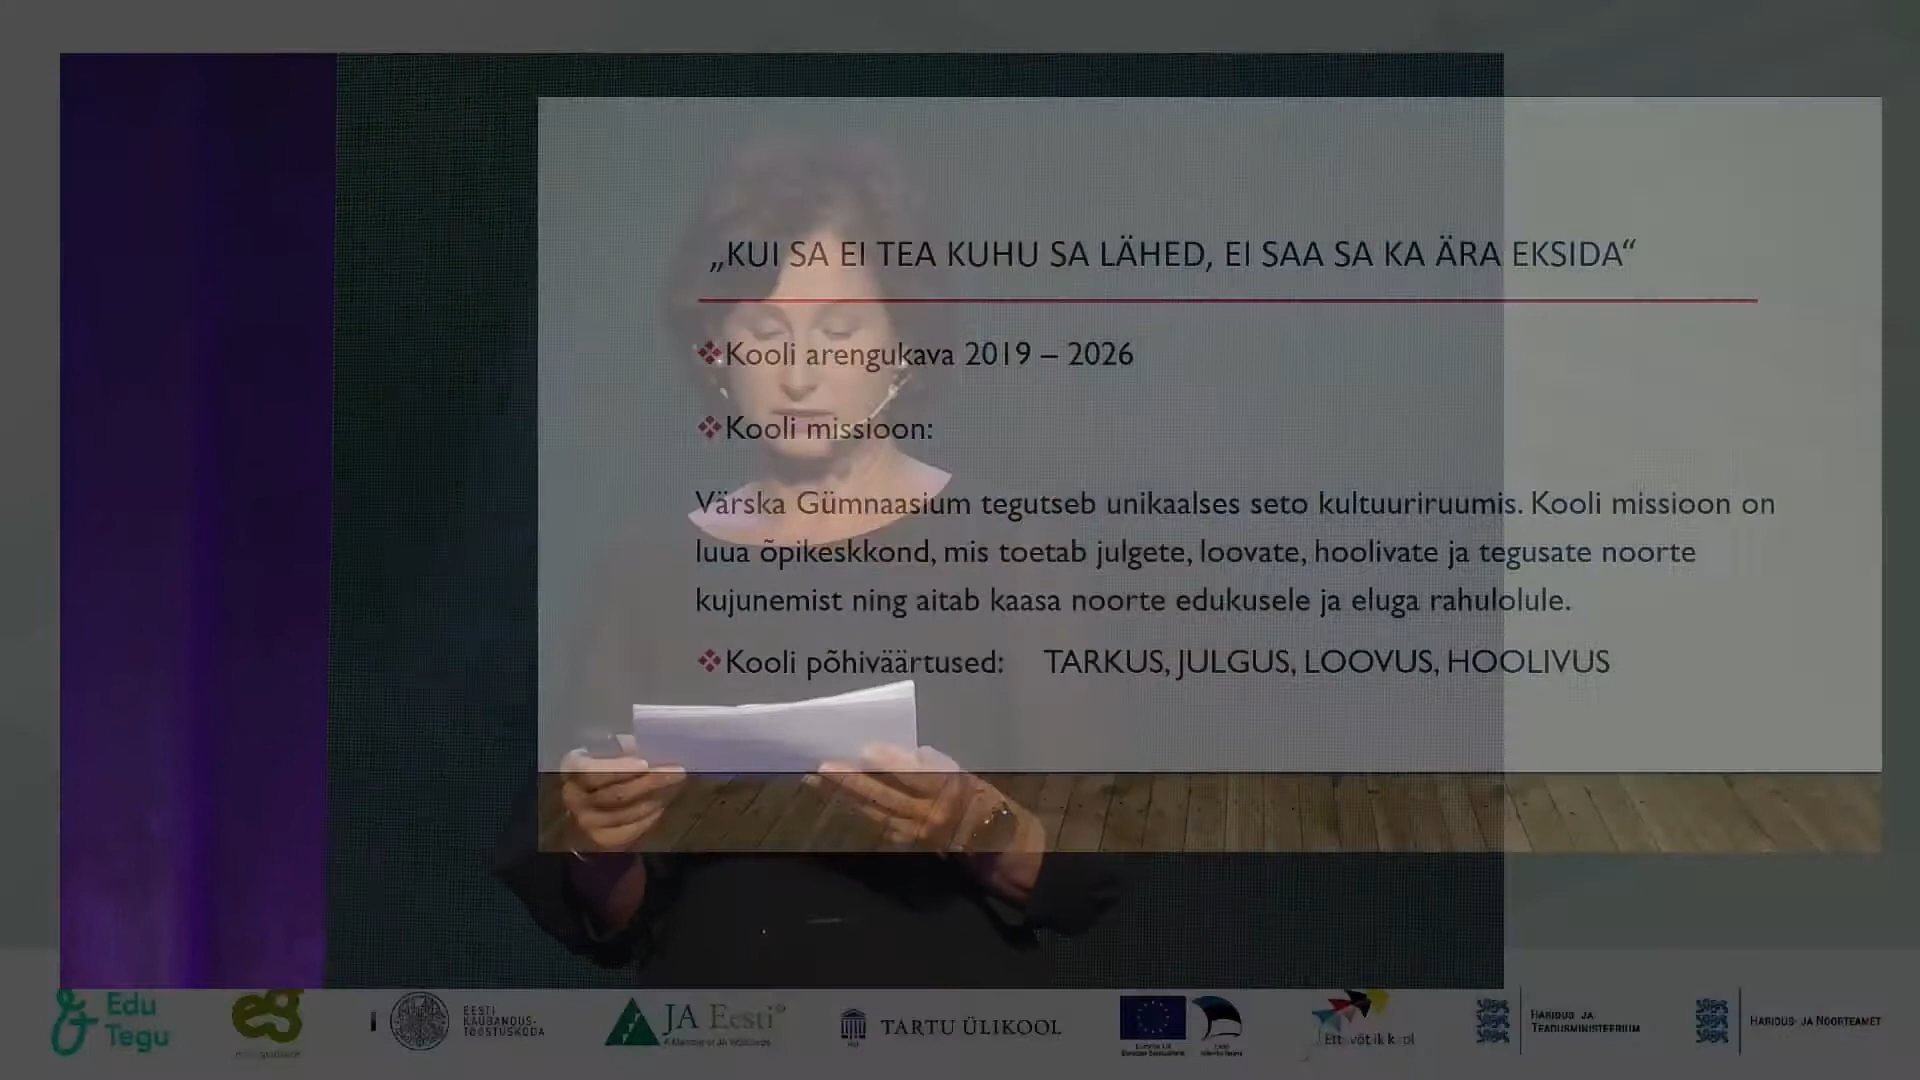 „KUI SA EI TEA KUHU SA LÄHED, EI SAA SA KA ÄRA EKSIDA“
Kooli arengukava 2019 – 2026
Kooli missioon:
Värska Gümnaasium tegutseb unikaalses seto kultuuriruumis. Kooli missioon on
luua õpikeskkond, mis toetab julgete, loovate, hoolivate ja tegusate noorte
kujunemist ning aitab kaasa noorte edukusele ja eluga rahulolule.
Kooli põhiväärtused: TARKUS, JULGUS, LOOVUS, HOOLIVUS
Edu
Tegu
eg
EESTI
KAUBANDUS-
TÖÖSTUSKODA
JA Eesti
TARTU ÜLIKOOL
HARIDUS- JA
TEADUSMINISTEERIUM
HARIDUS- JA NOORTEAMET